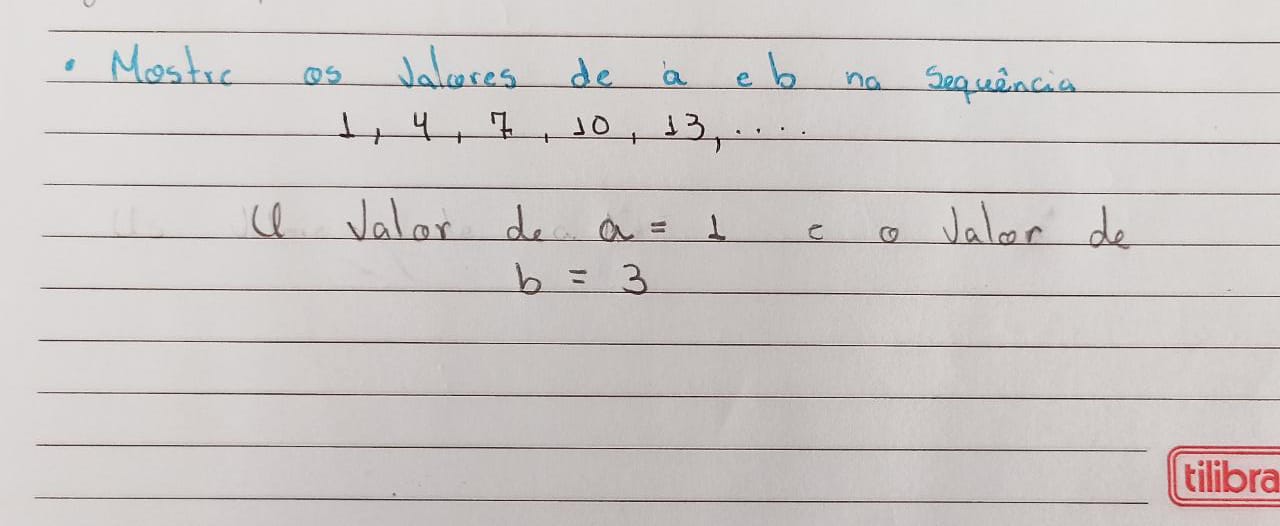 • Mostre os valores de a e b na sequência
1, 4, 7, 10, 13, ....
O valor de a = 1 e o valor de
b = 3
tilibra